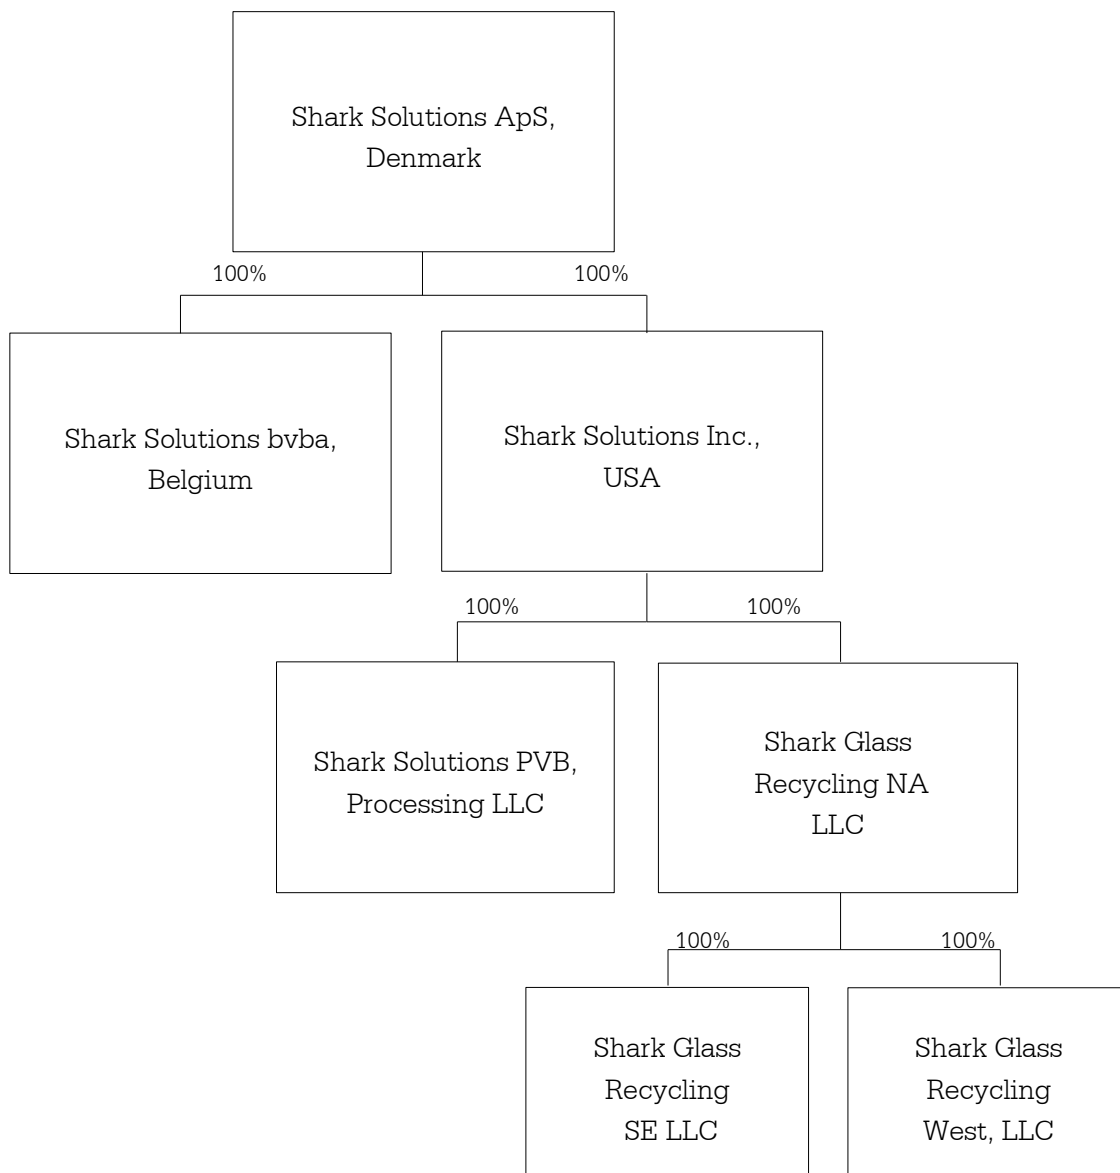 Shark Solutions ApS,
Denmark
100%
100%
Shark Solutions bvba,
Belgium
Shark Solutions Inc.,
USA
100%
100%
Shark Solutions PVB,
Processing LLC
Shark Glass
Recycling NA
LLC
100%
100%
Shark Glass
Recycling
SE LLC
Shark Glass
Recycling
West, LLC